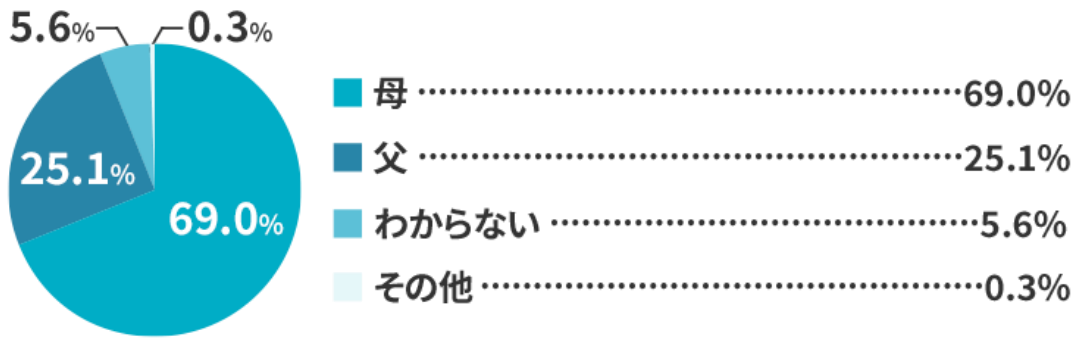 5.6% 0.3%
25.1%
69.0%
母 69.0%
父 25.1%
わからない 5.6%
その他 0.3%